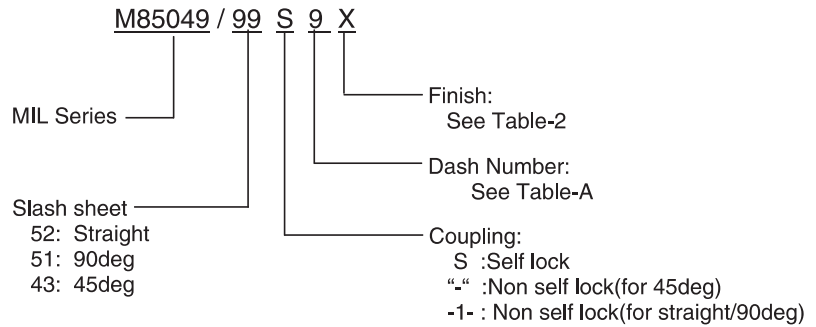 M85049 / 99 S 9 X
Finish:
See Table-2
MIL Series
Dash Number:
See Table-A
Slash sheet
52: Straight
51: 90deg
43: 45deg
Coupling:
S :Self lock
“-“ :Non self lock(for 45deg)
-1- : Non self lock(for straight/90deg)